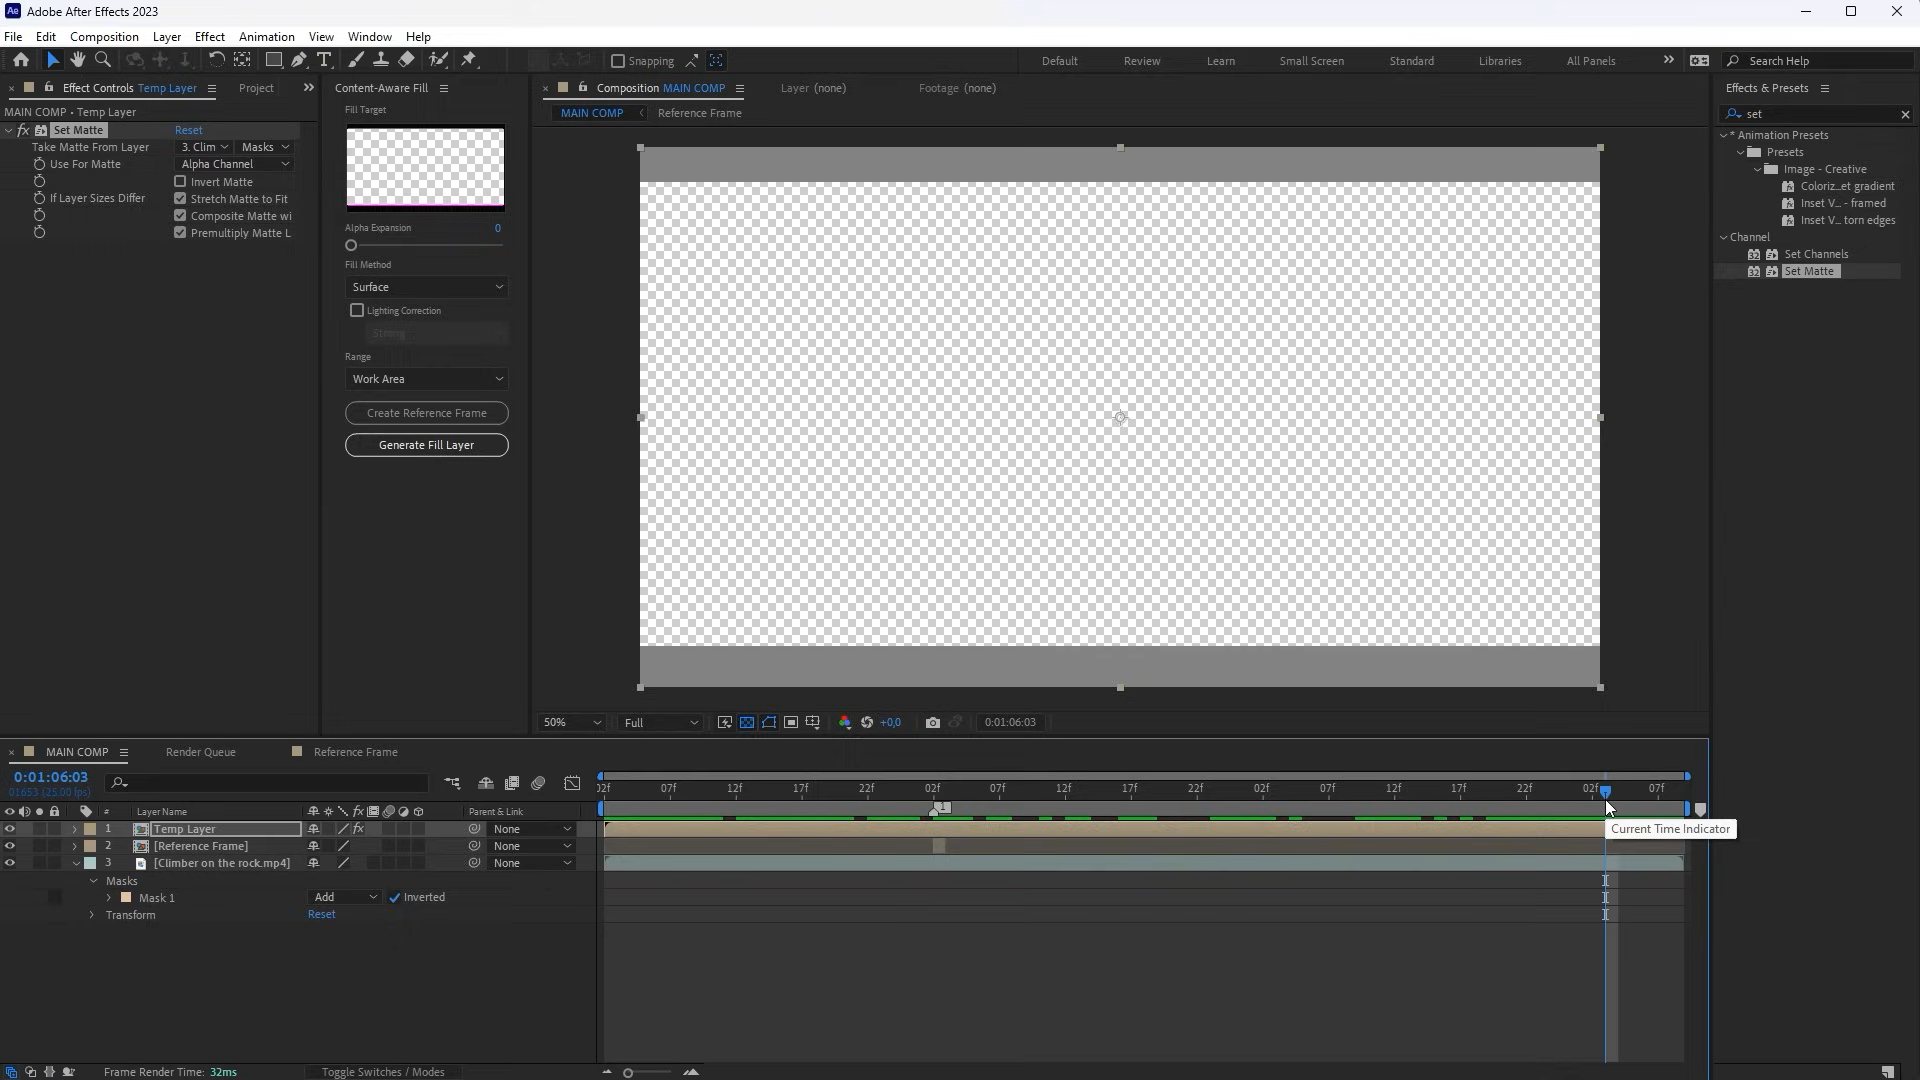 Ae Adobe After Effects 2023
File Edit Composition Layer Effect Animation View Window Help
Snapping
Default Review Learn Small Screen Standard Libraries All Panels
Search Help
Effect Controls Temp Layer
Project
MAIN COMP • Temp Layer
fx Set Matte Reset
Take Matte From Layer 3. Clim Masks
Use For Matte Alpha Channel
Invert Matte
If Layer Sizes Differ Stretch Matte to Fit
Composite Matte wi
Premultiply Matte L
Content-Aware Fill
Fill Target
Alpha Expansion 0
Fill Method
Surface
Lighting Correction
Strong
Range
Work Area
Create Reference Frame
Generate Fill Layer
Composition MAIN COMP
Layer (none)
Footage (none)
MAIN COMP Reference Frame
50% Full +0,0 0:01:06:03
Effects & Presets
set
* Animation Presets
Presets
Image - Creative
Coloriz...et gradient
Inset V... - framed
Inset V... torn edges
Channel
32 Set Channels
32 Set Matte
MAIN COMP Render Queue Reference Frame
0:01:06:03
01653 (25.00 fps)
02f 07f 12f 17f 22f 02f 07f 12f 17f 22f 02f 07f 12f 17f 22f 02f 07f
1
# Layer Name fx Parent & Link
1 Temp Layer fx None
Current Time Indicator
2 [Reference Frame] None
3 [Climber on the rock.mp4] None
Masks
Mask 1 Add Inverted
Transform Reset
Frame Render Time: 32ms Toggle Switches / Modes